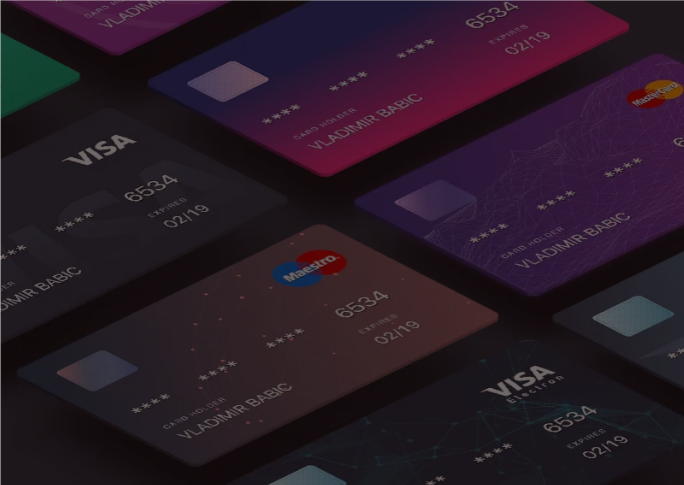 CARD HOLDER
VLADIMIR BABIC
6534
**** **** ****
EXPIRES
02/19
CARD HOLDER
VLADIMIR BABIC
VISA
6534
**** ****
EXPIRES
02/19
DIMIR BABIC
MasterCard
6
**** **** ****
CARD HOLDER
VLADIMIR BABIC
Maestro
6534
**** **** ****
EXPIRES
02/19
CARD HOLDER
VLADIMIR BABIC
VISA
Electron
6534
**** ****
EXPIRES
02/19